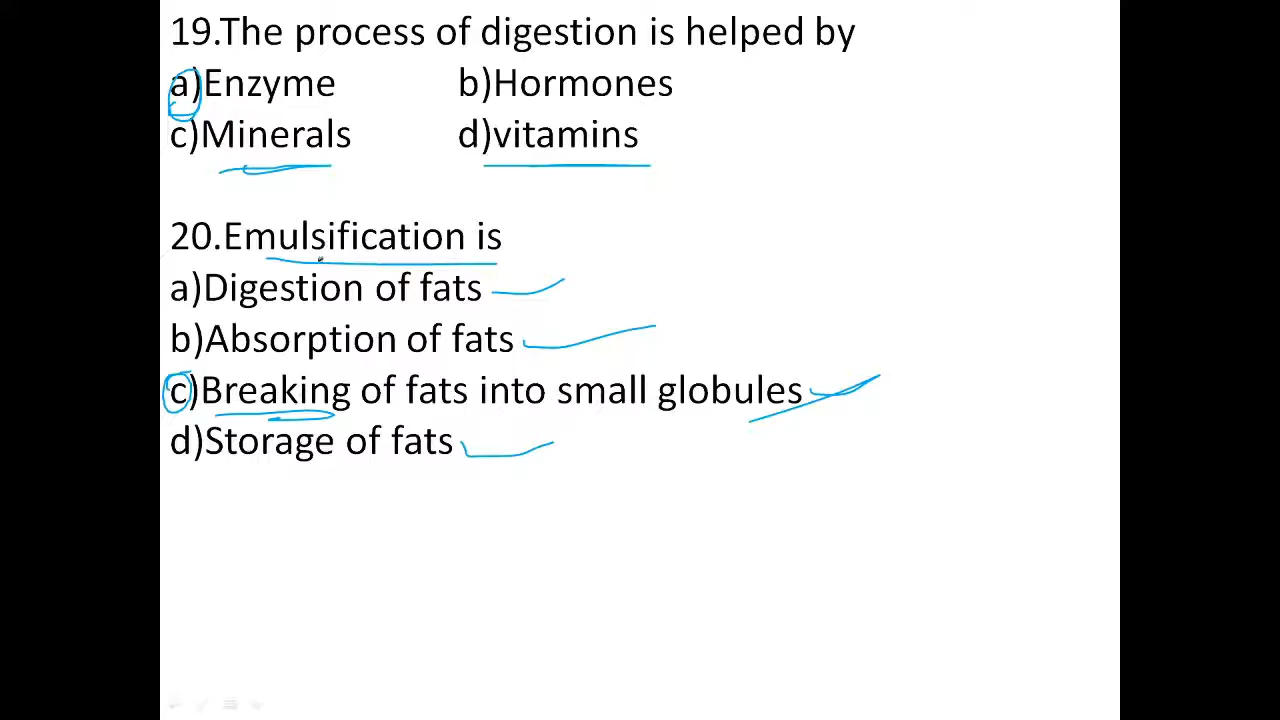 19.The process of digestion is helped by
a)Enzyme b)Hormones
c)Minerals d)vitamins
20.Emulsification is
a)Digestion of fats
b)Absorption of fats
c)Breaking of fats into small globules
d)Storage of fats